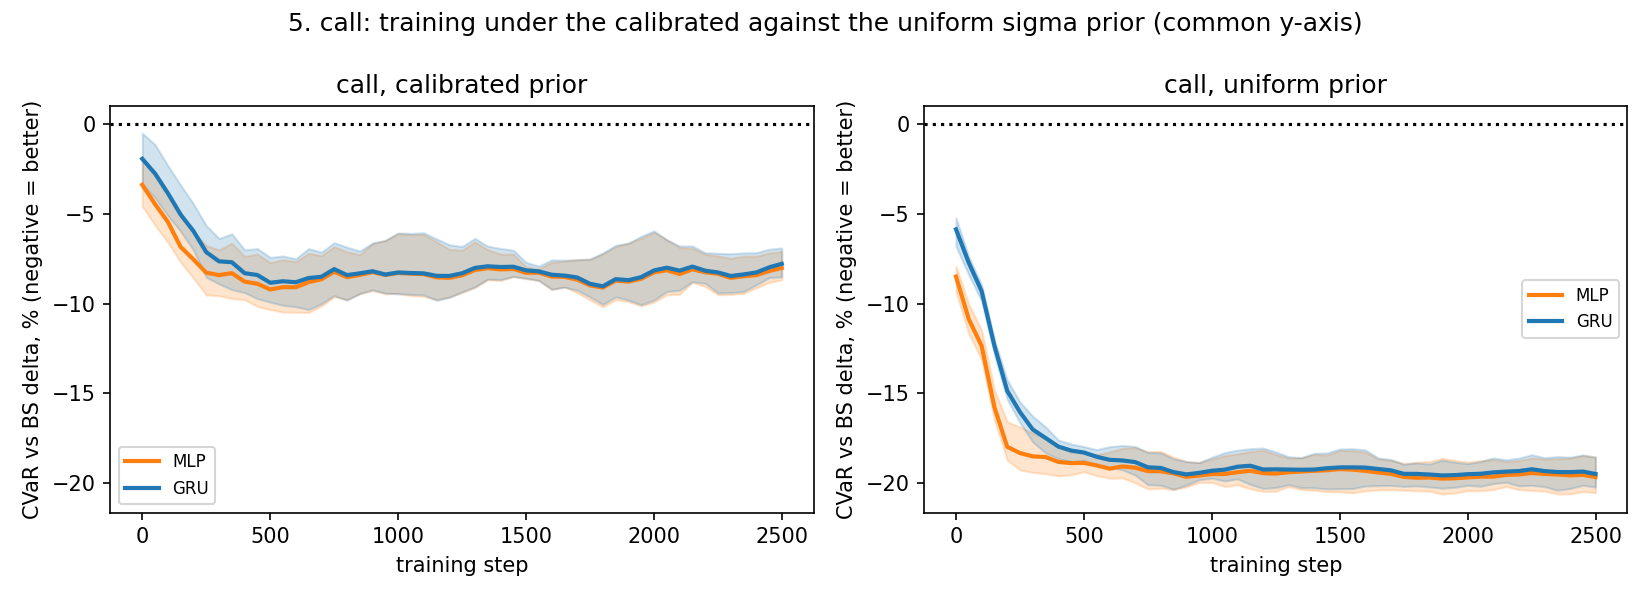 5. call: training under the calibrated against the uniform sigma prior (common y-axis)
call, calibrated prior
CVaR vs BS delta, % (negative = better)
0
−5
−10
−15
−20
MLP
GRU
0 500 1000 1500 2000 2500
training step
call, uniform prior
CVaR vs BS delta, % (negative = better)
0
−5
−10
−15
−20
MLP
GRU
0 500 1000 1500 2000 2500
training step